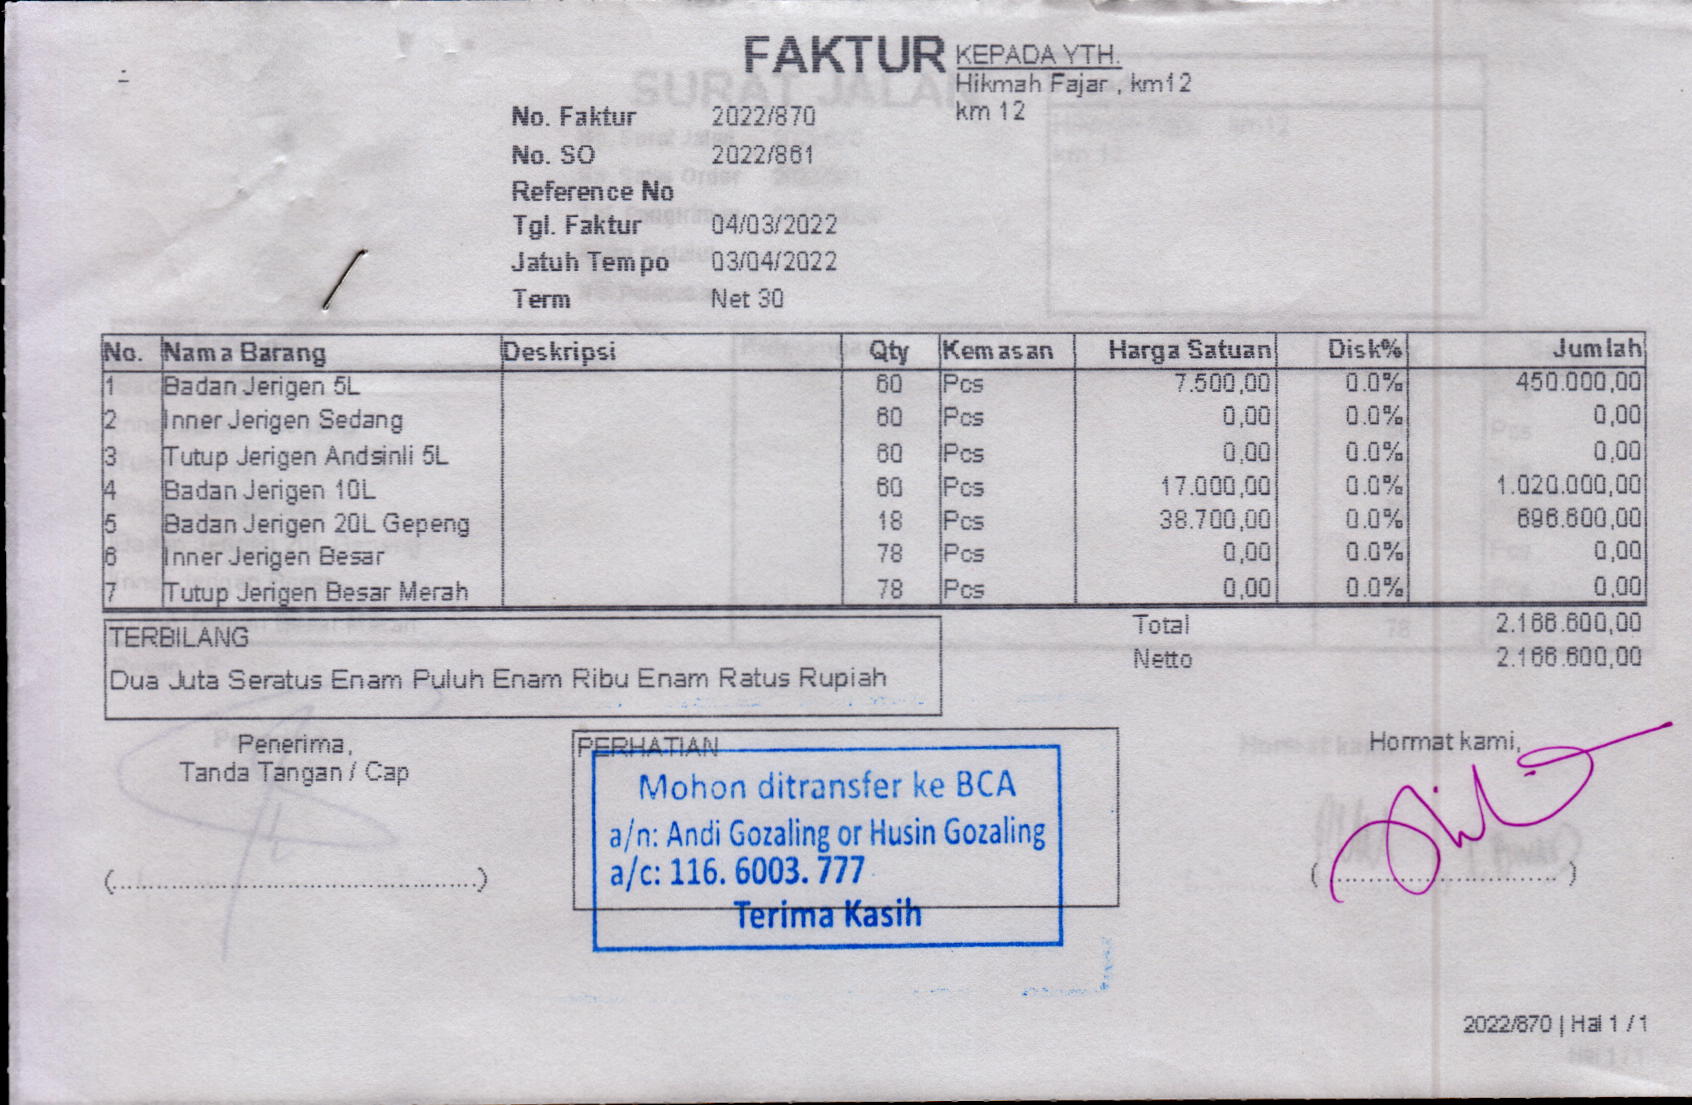 FAKTUR
KEPADA YTH.
Hikmah Fajar , km12
km 12
No. Faktur 2022/870
No. SO 2022/861
Reference No
Tgl. Faktur 04/03/2022
Jatuh Tempo 03/04/2022
Term Net 30
No. Nama Barang Deskripsi Qty Kemasan Harga Satuan Disk% Jumlah
1 Badan Jerigen 5L 60 Pcs 7.500,00 0.0% 450.000,00
2 Inner Jerigen Sedang 60 Pcs 0,00 0.0% 0,00
3 Tutup Jerigen Andsinli 5L 60 Pcs 0,00 0.0% 0,00
4 Badan Jerigen 10L 60 Pcs 17.000,00 0.0% 1.020.000,00
5 Badan Jerigen 20L Gepeng 18 Pcs 38.700,00 0.0% 696.600,00
6 Inner Jerigen Besar 78 Pcs 0,00 0.0% 0,00
7 Tutup Jerigen Besar Merah 78 Pcs 0,00 0.0% 0,00
Total 2.166.600,00
Netto 2.166.600,00
TERBILANG
Dua Juta Seratus Enam Puluh Enam Ribu Enam Ratus Rupiah
Penerima,
Tanda Tangan / Cap
(..................................................)
PERHATIAN
Mohon ditransfer ke BCA
a/n: Andi Gozaling or Husin Gozaling
a/c: 116. 6003. 777
Terima Kasih
Hormat kami,
(..............................)
2022/870 | Hal 1 / 1